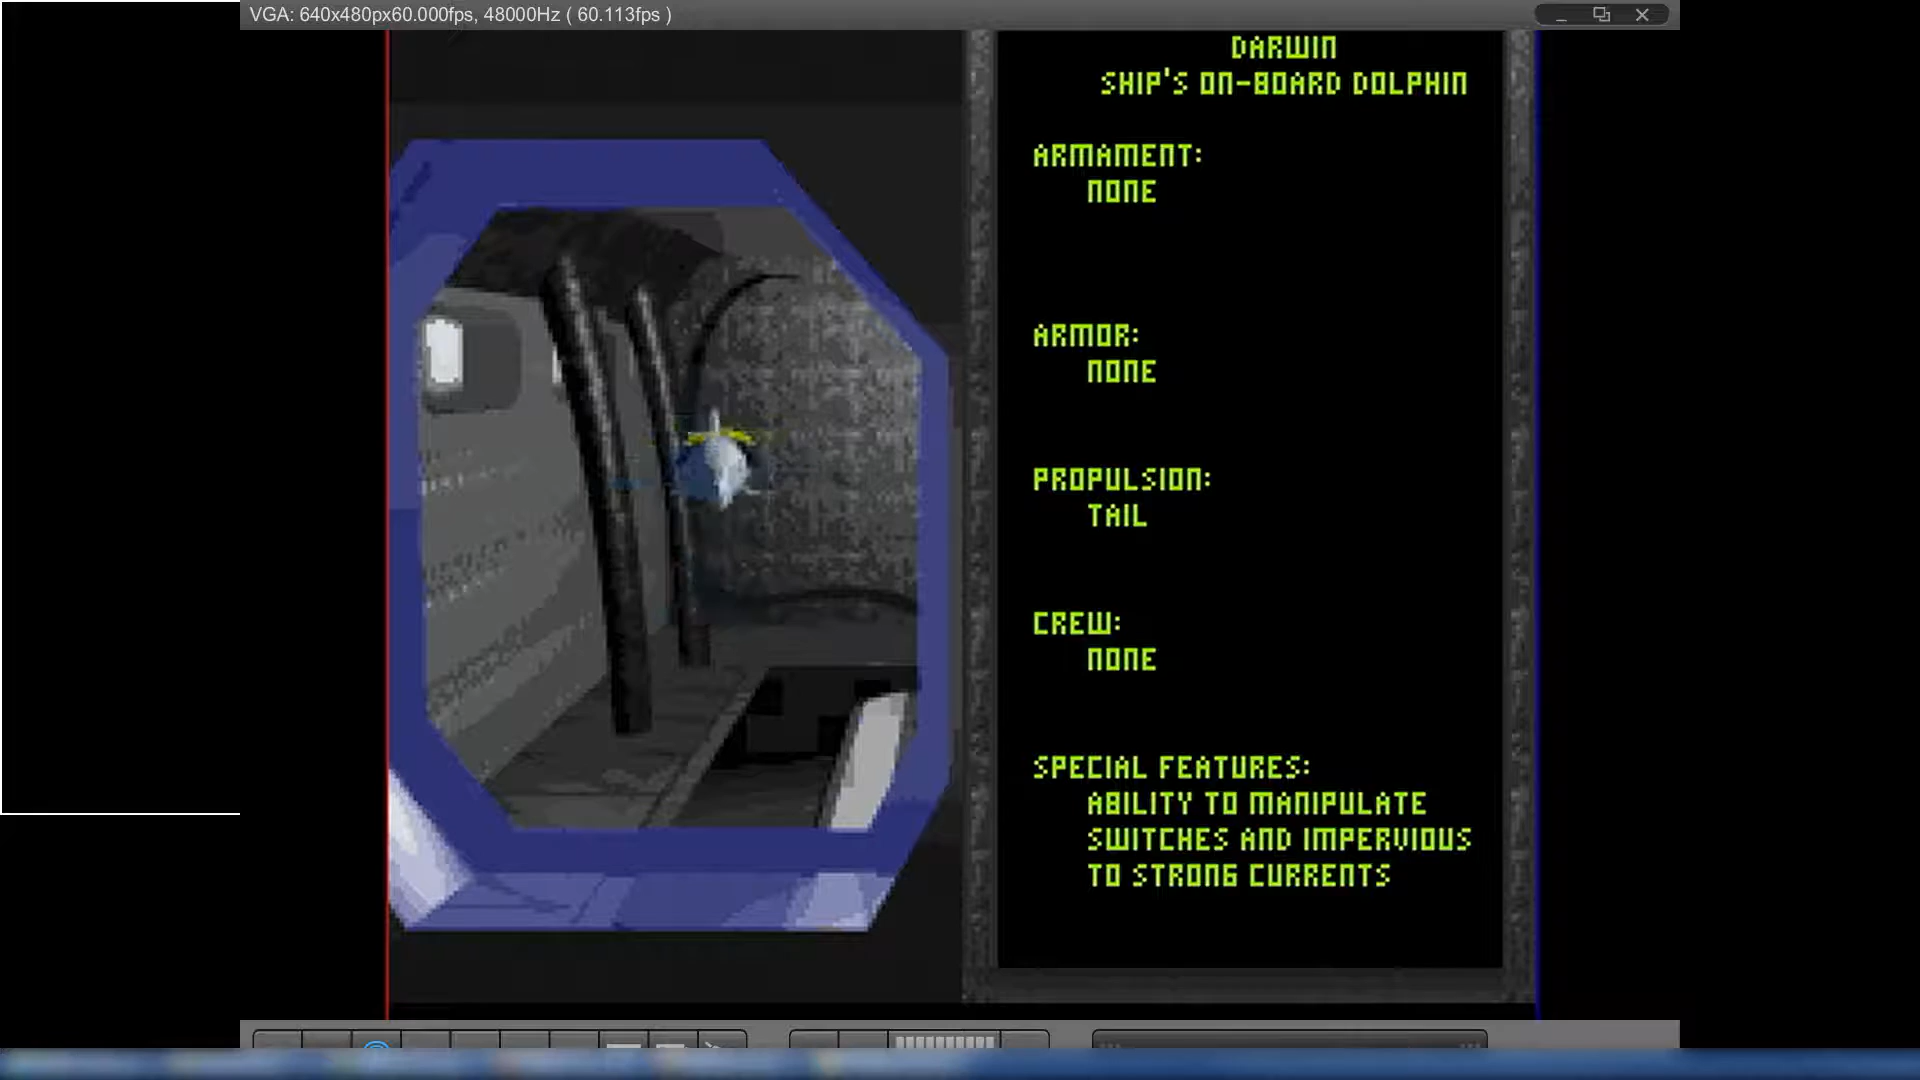 VGA: 640x480px60.000fps, 48000Hz ( 60.113fps )
DARWIN
SHIP'S ON-BOARD DOLPHIN
ARMAMENT:
NONE
ARMOR:
NONE
PROPULSION:
TAIL
CREW:
NONE
SPECIAL FEATURES:
ABILITY TO MANIPULATE
SWITCHES AND IMPERVIOUS
TO STRONG CURRENTS